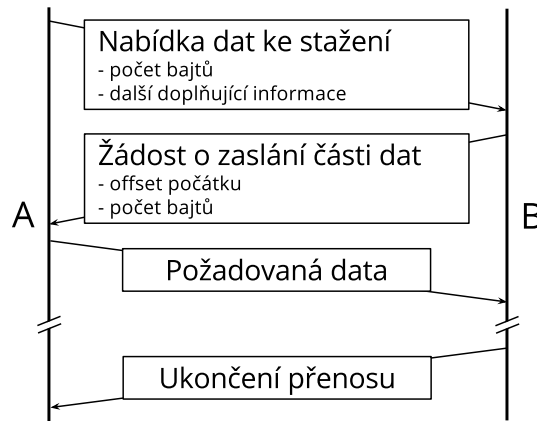 Nabídka dat ke stažení
- počet bajtů
- další doplňující informace
Žádost o zaslání části dat
- offset počátku
- počet bajtů
A
B
Požadovaná data
Ukončení přenosu